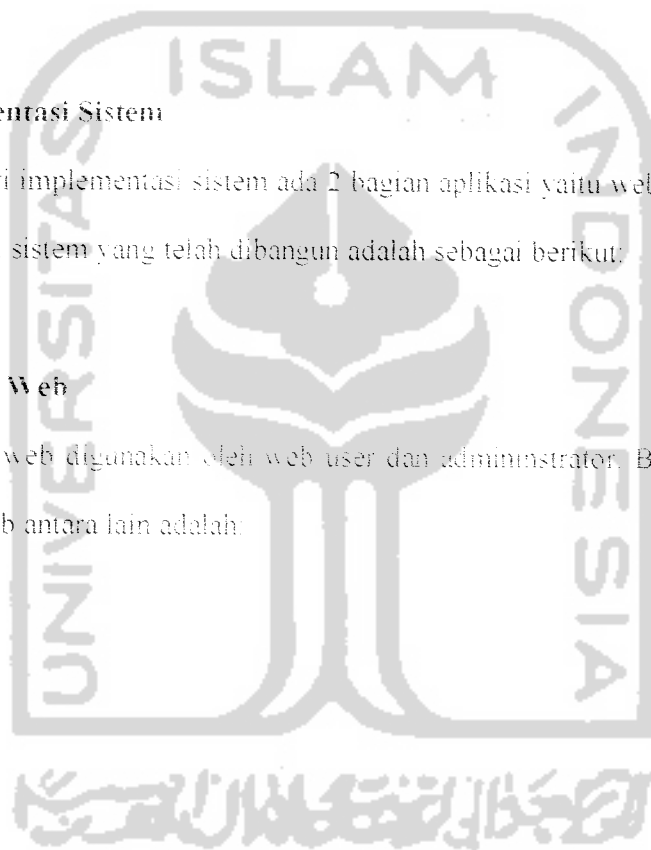 ISLAM
UNIVERSITAS
INDONESIA
entasi Sistem
i implementasi sistem ada 2 bagian aplikasi yaitu web
sistem yang telah dibangun adalah sebagai berikut:
Web
web digunakan oleh web user dan admininstrator. B
b antara lain adalah: